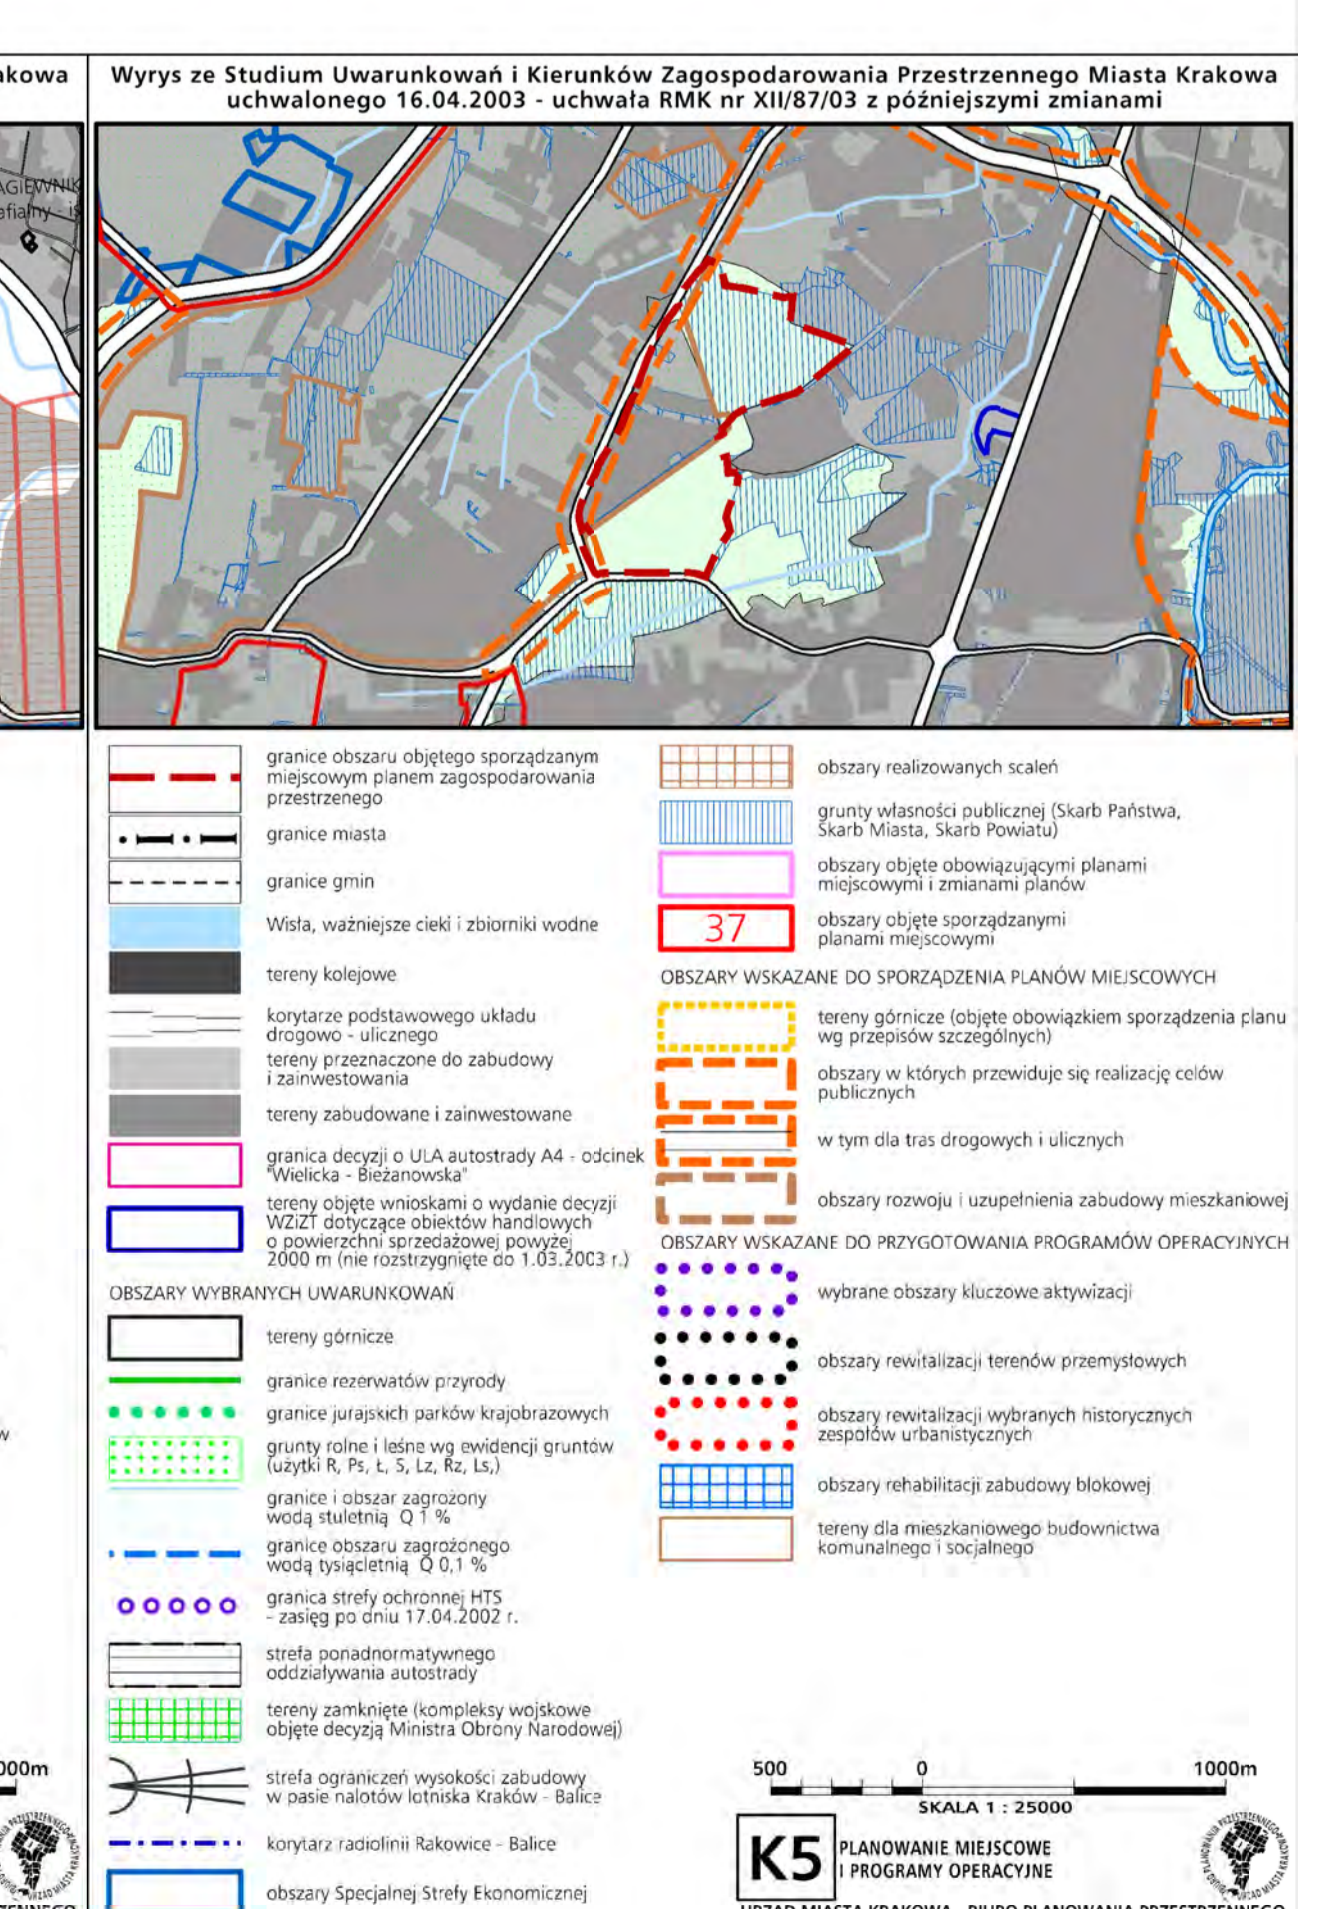 akowa
AGIEWNIK
afialny - iś
w
000m
Wyrys ze Studium Uwarunkowań i Kierunków Zagospodarowania Przestrzennego Miasta Krakowa
uchwalonego 16.04.2003 - uchwała RMK nr XII/87/03 z późniejszymi zmianami
granice obszaru objętego sporządzanym
miejscowym planem zagospodarowania
przestrzenego
granice miasta
granice gmin
Wisła, ważniejsze cieki i zbiorniki wodne
tereny kolejowe
korytarze podstawowego układu
drogowo - ulicznego
tereny przeznaczone do zabudowy
i zainwestowania
tereny zabudowane i zainwestowane
granica decyzji o ULA autostrady A4 - odcinek
"Wielicka - Bieżanowska"
tereny objęte wnioskami o wydanie decyzji
WZiZT dotyczące obiektów handlowych
o powierzchni sprzedażowej powyżej
2000 m (nie rozstrzygnięte do 1.03.2003 r.)
OBSZARY WYBRANYCH UWARUNKOWAŃ
tereny górnicze
granice rezerwatów przyrody
granice jurajskich parków krajobrazowych
grunty rolne i leśne wg ewidencji gruntów
(użytki R, Ps, Ł, S, Lz, Rz, Ls,)
granice i obszar zagrożony
wodą stuletnią Q 1 %
granice obszaru zagrożonego
wodą tysiącletnią Q 0,1 %
granica strefy ochronnej HTS
- zasięg po dniu 17.04.2002 r.
strefa ponadnormatywnego
oddziaływania autostrady
tereny zamknięte (kompleksy wojskowe
objęte decyzją Ministra Obrony Narodowej)
strefa ograniczeń wysokości zabudowy
w pasie nalotów lotniska Kraków - Balice
korytarz radiolinii Rakowice - Balice
obszary Specjalnej Strefy Ekonomicznej
obszary realizowanych scaleń
grunty własności publicznej (Skarb Państwa,
Skarb Miasta, Skarb Powiatu)
obszary objęte obowiązującymi planami
miejscowymi i zmianami planów
37
obszary objęte sporządzanymi
planami miejscowymi
OBSZARY WSKAZANE DO SPORZĄDZENIA PLANÓW MIEJSCOWYCH
tereny górnicze (objęte obowiązkiem sporządzenia planu
wg przepisów szczególnych)
obszary w których przewiduje się realizację celów
publicznych
w tym dla tras drogowych i ulicznych
obszary rozwoju i uzupełnienia zabudowy mieszkaniowej
OBSZARY WSKAZANE DO PRZYGOTOWANIA PROGRAMÓW OPERACYJNYCH
wybrane obszary kluczowe aktywizacji
obszary rewitalizacji terenów przemysłowych
obszary rewitalizacji wybranych historycznych
zespołów urbanistycznych
obszary rehabilitacji zabudowy blokowej
tereny dla mieszkaniowego budownictwa
komunalnego i socjalnego
500 0 1000m
SKALA 1 : 25000
K5
PLANOWANIE MIEJSCOWE
I PROGRAMY OPERACYJNE
URZĄD MIASTA KRAKOWA - BIURO PLANOWANIA PRZESTRZENNEGO